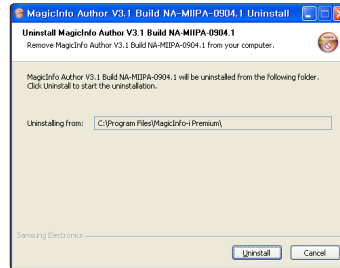 MagicInfo Author V3.1 Build NA-MIIPA-0904.1 Uninstall
Uninstall MagicInfo Author V3.1 Build NA-MIIPA-0904.1
Remove MagicInfo Author V3.1 Build NA-MIIPA-0904.1 from your computer.
MagicInfo Author V3.1 Build NA-MIIPA-0904.1 will be uninstalled from the following folder.
Click Uninstall to start the uninstallation.
Uninstalling from: C:\Program Files\MagicInfo-i Premium\
Samsung Electronics
Uninstall Cancel